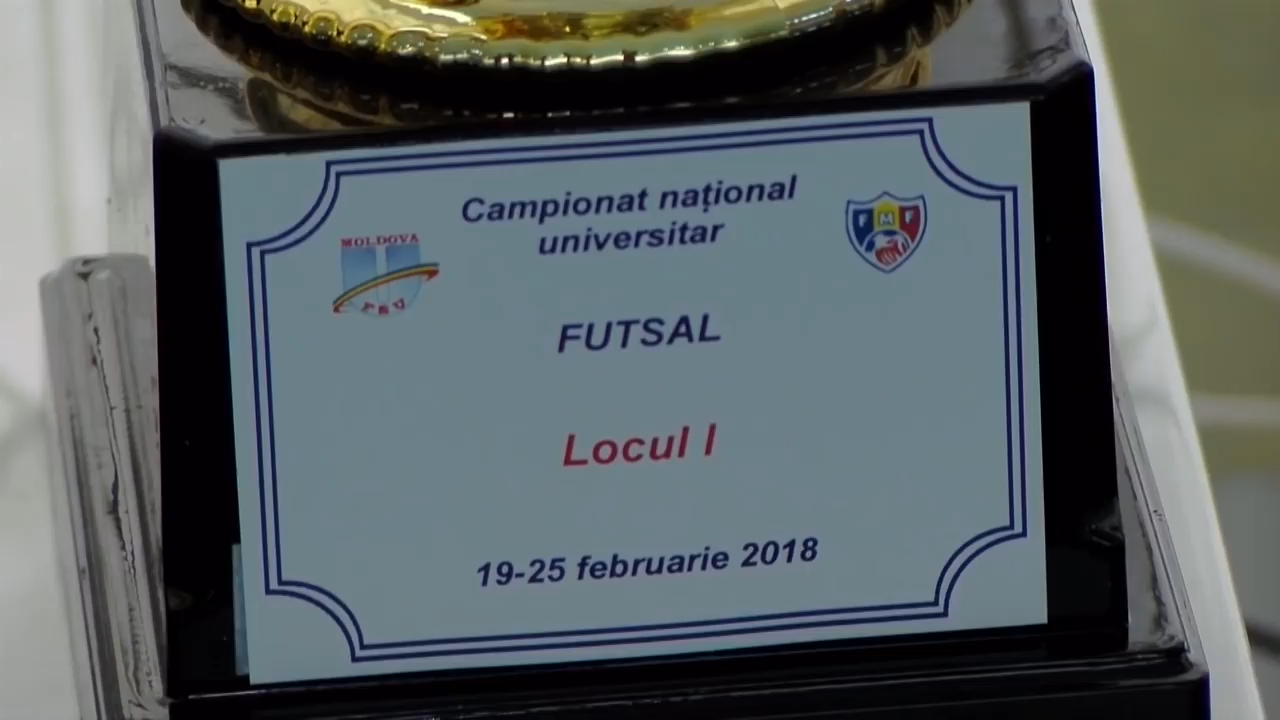 Campionat național
universitar
MOLDOVA
FMF
FUTSAL
Locul I
19-25 februarie 2018